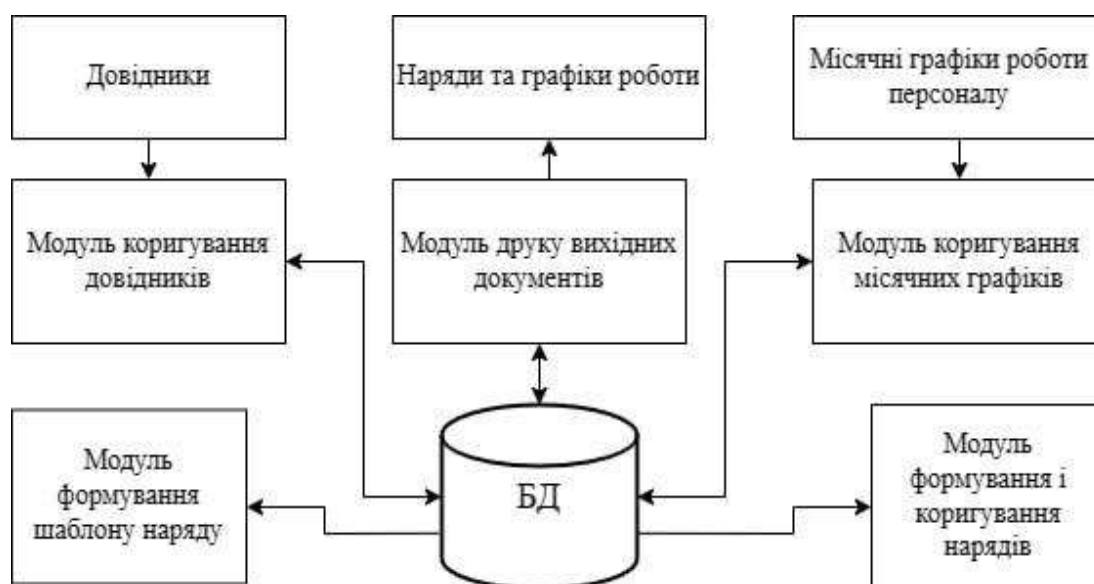 Довідники
Наряди та графіки роботи
Місячні графіки роботи
персоналу
Модуль коригування
довідників
Модуль друку вихідних
документів
Модуль коригування
місячних графіків
Модуль
формування
шаблону наряду
БД
Модуль
формування і
коригування
нарядів